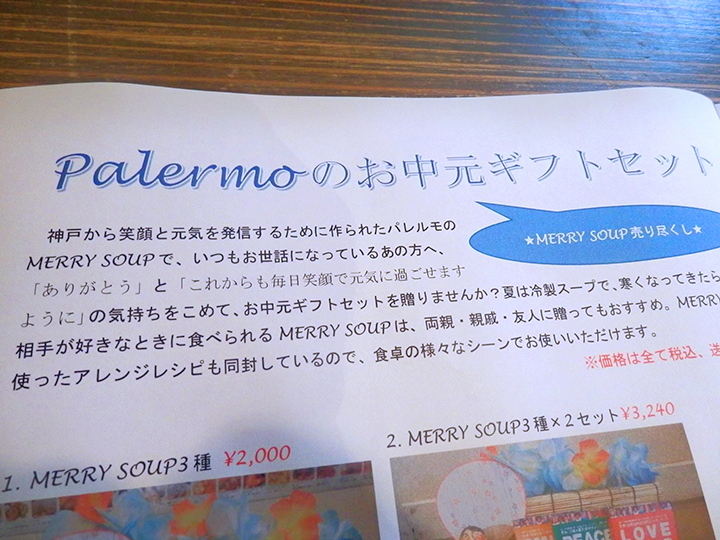 Palermoのお中元ギフトセット
★MERRY SOUP売り尽くし★
神戸から笑顔と元気を発信するために作られたパレルモの
MERRY SOUPで、いつもお世話になっているあの方へ、
「ありがとう」と「これからも毎日笑顔で元気に過ごせます
ように」の気持ちをこめて、お中元ギフトセットを贈りませんか?夏は冷製スープで、寒くなってきたら
相手が好きなときに食べられるMERRY SOUPは、両親・親戚・友人に贈ってもおすすめ。MERRY
使ったアレンジレシピも同封しているので、食卓の様々なシーンでお使いいただけます。
※価格は全て税込、送
1. MERRY SOUP3種 ¥2,000
2. MERRY SOUP3種×2セット¥3,240
PEACE
LOVE